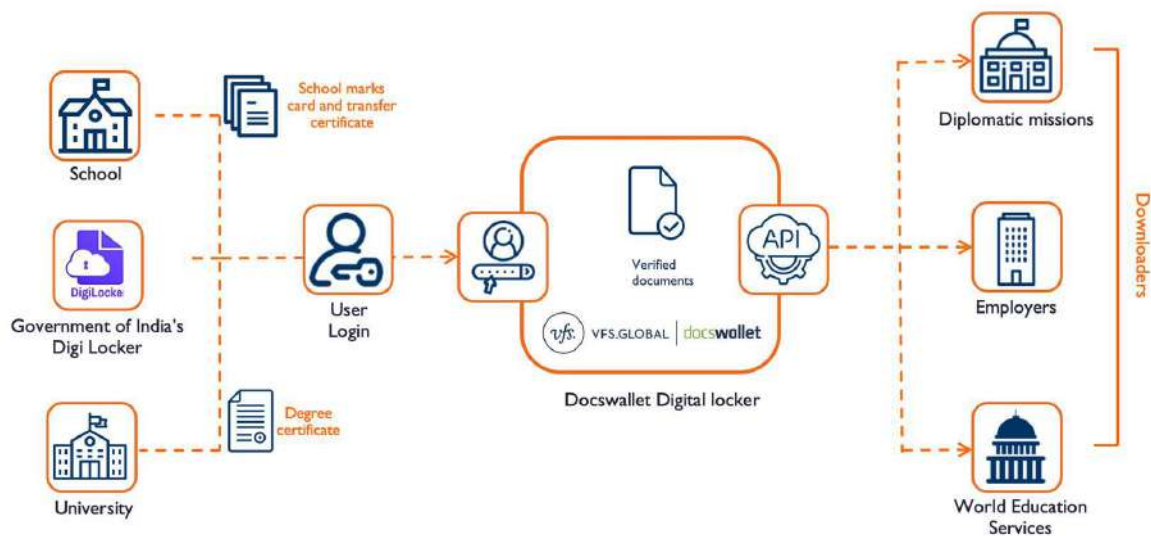 School marks
card and transfer
certificate
School
DigiLocke
Government of India's
Digi Locker
User
Login
Degree
certificate
University
Verified
documents
vfs.
VFS.GLOBAL
docswallet
Docswallet Digital locker
API
Diplomatic missions
Employers
World Education
Services
Downloaders